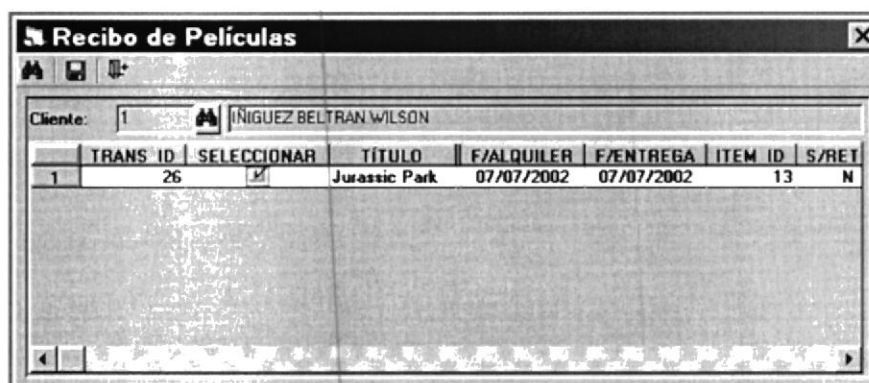 Recibo de Películas
Cliente: 1 IÑIGUEZ BELTRAN WILSON
TRANS ID SELECCIONAR TÍTULO F/ALQUILER F/ENTREGA ITEM ID S/RET
1 26 Jurassic Park 07/07/2002 07/07/2002 13 N